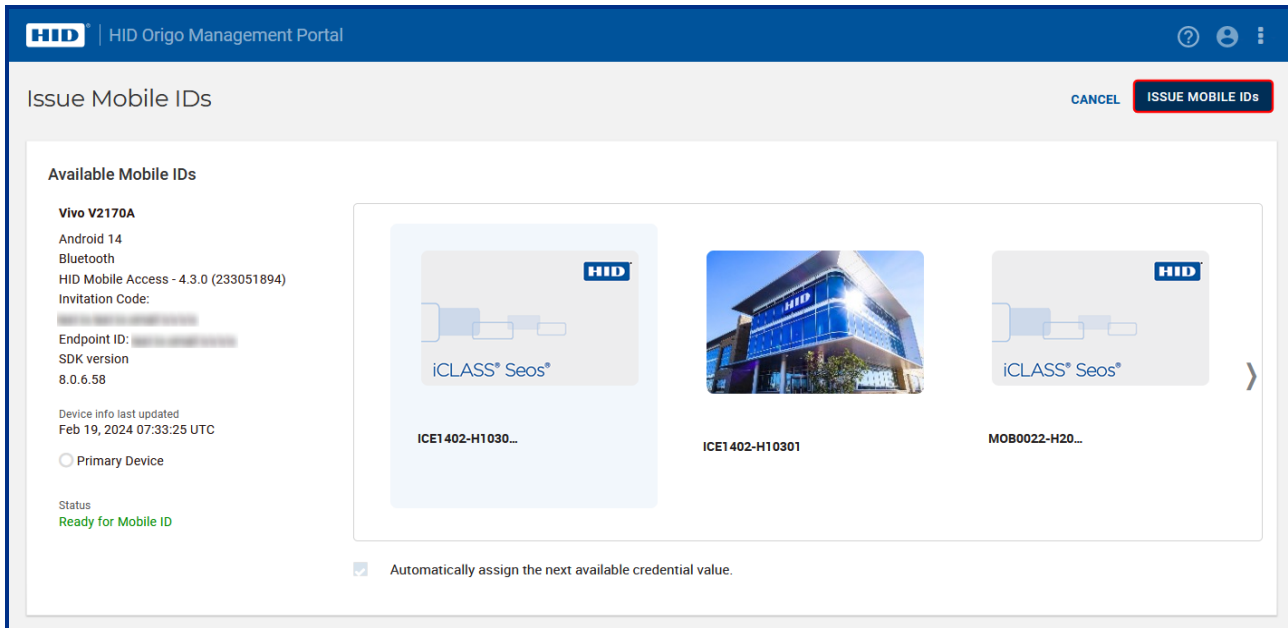 HID | HID Origo Management Portal
Issue Mobile IDs
CANCEL
ISSUE MOBILE IDs
Available Mobile IDs
Vivo V2170A
Android 14
Bluetooth
HID Mobile Access - 4.3.0 (233051894)
Invitation Code:
Endpoint ID:
SDK version
8.0.6.58
Device info last updated
Feb 19, 2024 07:33:25 UTC
Primary Device
Status
Ready for Mobile ID
HID
iCLASS® Seos®
ICE1402-H1030...
HID
ICE1402-H10301
HID
iCLASS® Seos®
MOB0022-H20...
Automatically assign the next available credential value.